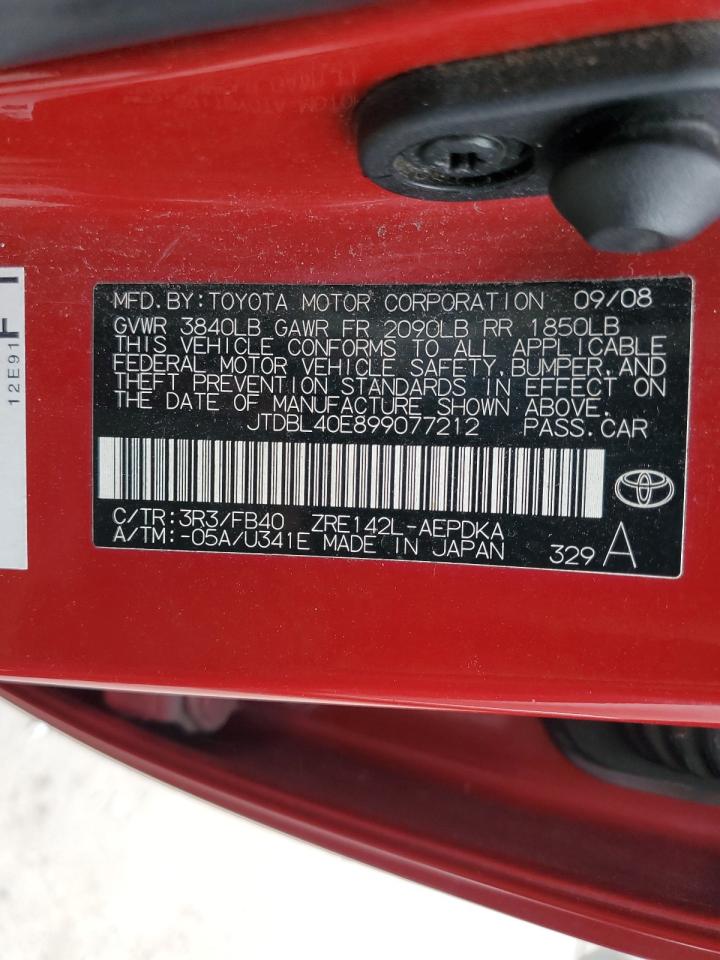 MFD. BY: TOYOTA MOTOR CORPORATION 09/08
GVWR 3840LB GAWR FR 2090LB RR 1850LB
THIS VEHICLE CONFORMS TO ALL APPLICABLE
FEDERAL MOTOR VEHICLE SAFETY, BUMPER, AND
THEFT PREVENTION STANDARDS IN EFFECT ON
THE DATE OF MANUFACTURE SHOWN ABOVE.
JTDBL40E899077212 PASS. CAR
C/TR: 3R3/FB40 ZRE142L-AEPDKA
A/TM: -05A/U341E MADE IN JAPAN 329 A
12E91